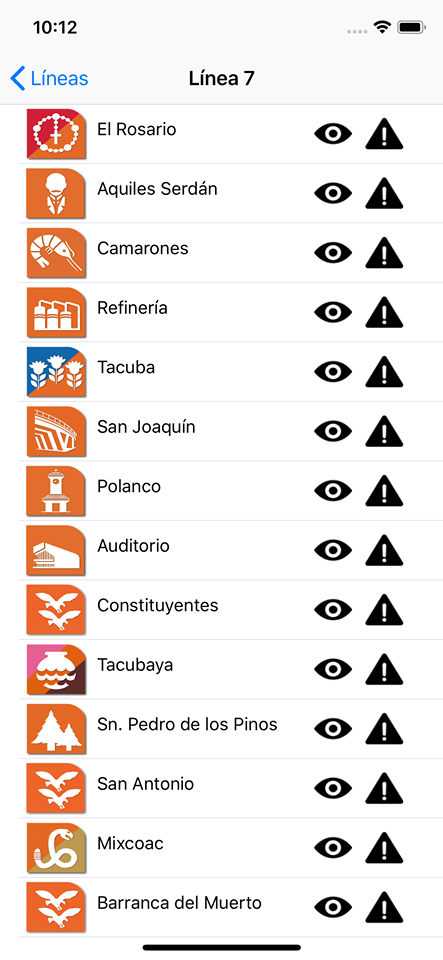 10:12
Líneas
Línea 7
El Rosario
Aquiles Serdán
Camarones
Refinería
Tacuba
San Joaquín
Polanco
Auditorio
Constituyentes
Tacubaya
Sn. Pedro de los Pinos
San Antonio
Mixcoac
Barranca del Muerto